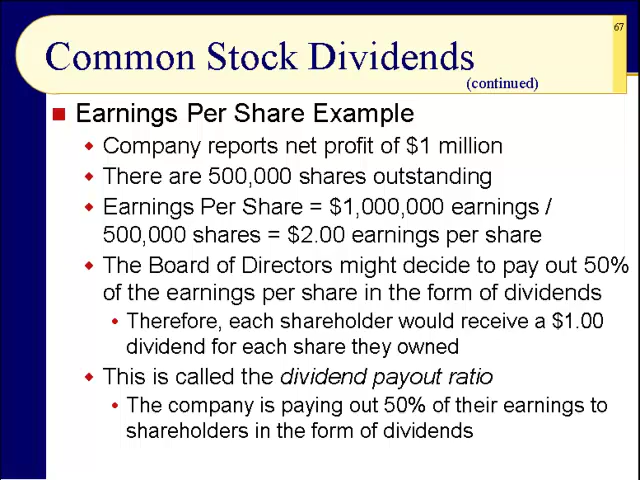 67
Common Stock Dividends
(continued)
Earnings Per Share Example
Company reports net profit of $1 million
There are 500,000 shares outstanding
Earnings Per Share = $1,000,000 earnings /
500,000 shares = $2.00 earnings per share
The Board of Directors might decide to pay out 50%
of the earnings per share in the form of dividends
Therefore, each shareholder would receive a $1.00
dividend for each share they owned
This is called the dividend payout ratio
The company is paying out 50% of their earnings to
shareholders in the form of dividends